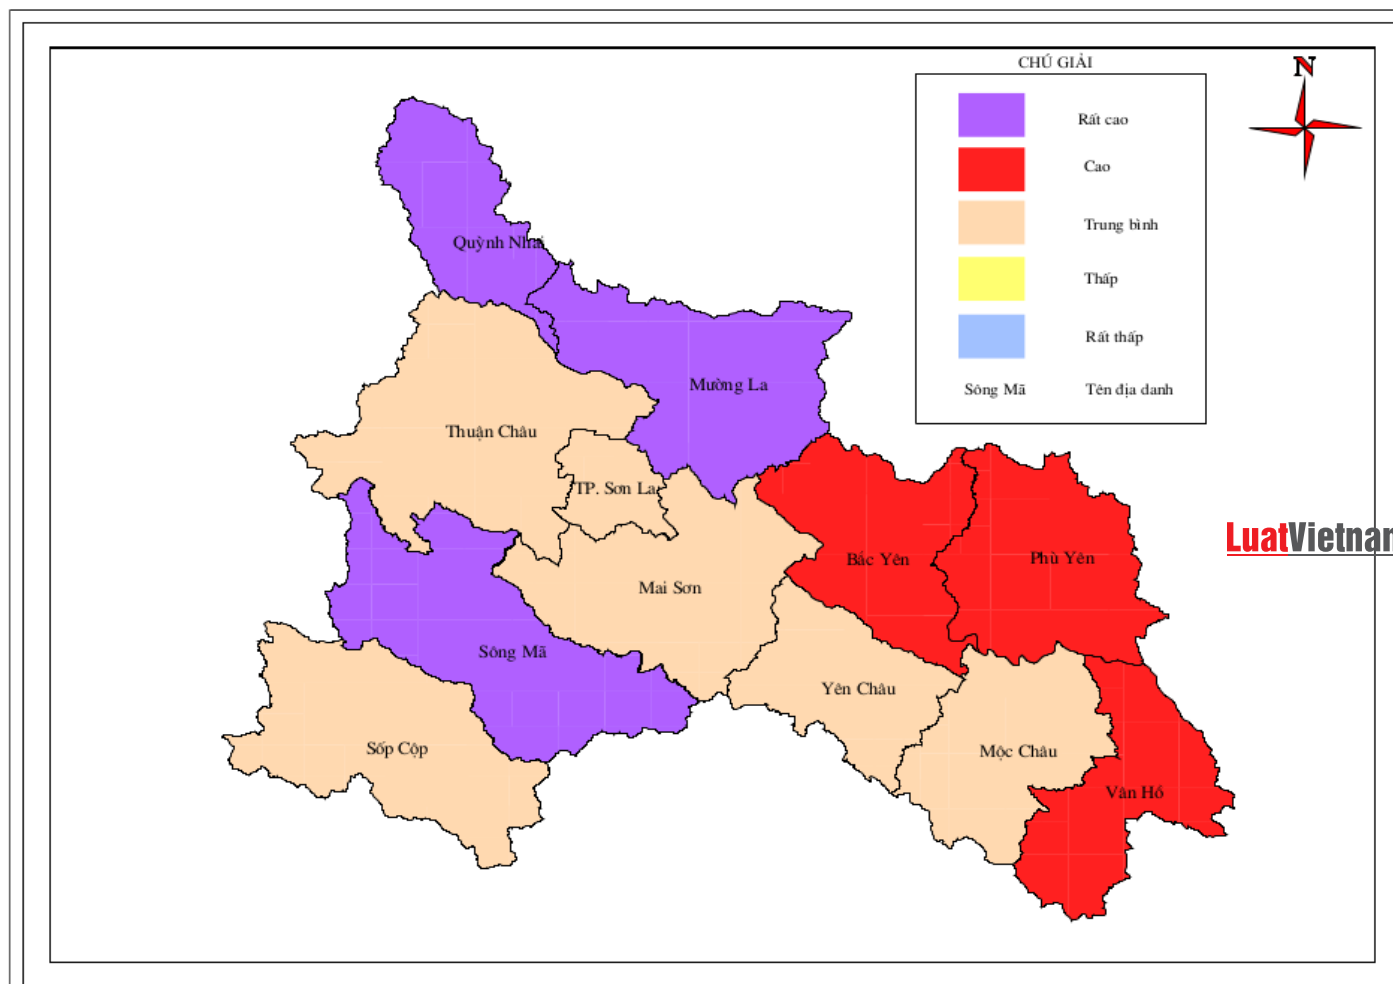 CHÚ GIẢI
N
Rất cao
Cao
Trung bình
Thấp
Rất thấp
Sông Mã
Tên địa danh
Quỳnh Nhai
Mường La
Thuận Châu
TP. Sơn La
LuatVietnam
Bắc Yên
Phù Yên
Mai Sơn
Sông Mã
Yên Châu
Sốp Cộp
Mộc Châu
Vân Hồ